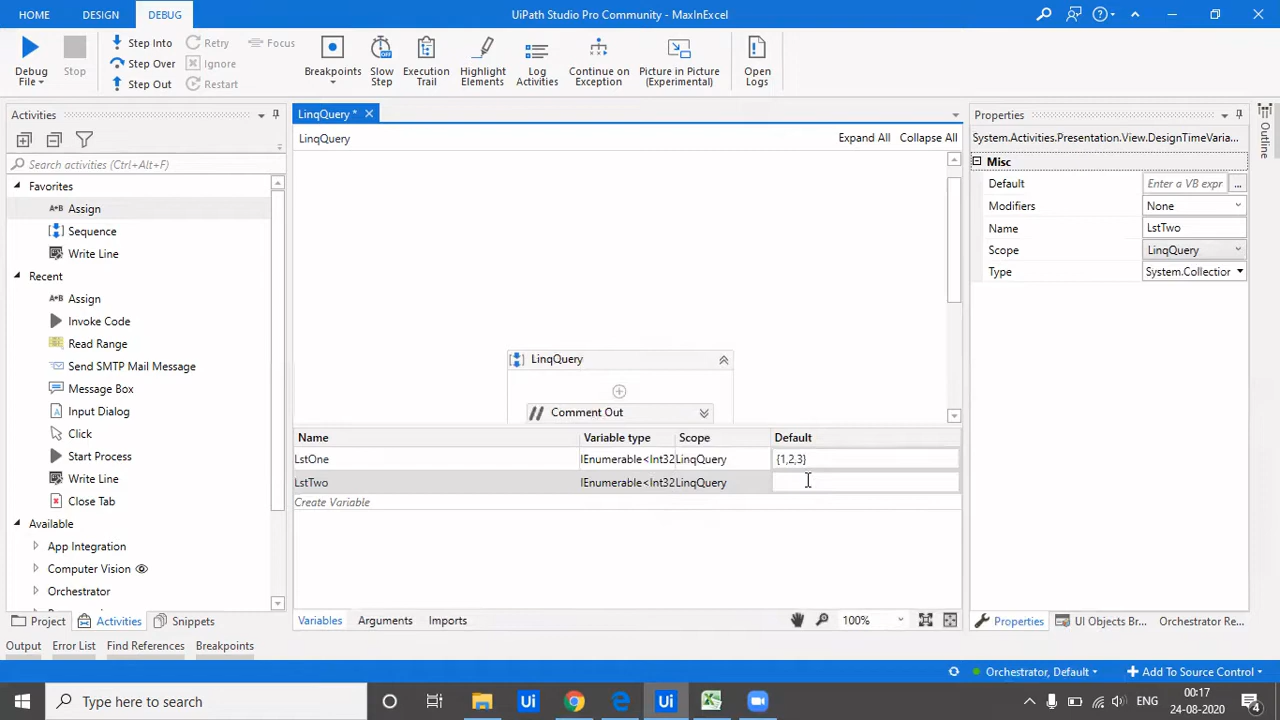 HOME
DESIGN
DEBUG
UiPath Studio Pro Community - MaxInExcel
Debug File
Stop
Step Into
Step Over
Step Out
Retry
Ignore
Restart
Focus
Breakpoints
Slow Step
Execution Trail
Highlight Elements
Log Activities
Continue on Exception
Picture in Picture (Experimental)
Open Logs
Activities
Search activities (Ctrl+Alt+F)
Favorites
A+B Assign
Sequence
Write Line
Recent
A+B Assign
Invoke Code
Read Range
Send SMTP Mail Message
Message Box
Input Dialog
Click
Start Process
Write Line
Close Tab
Available
App Integration
Computer Vision
Orchestrator
Project
Activities
Snippets
LinqQuery *
LinqQuery
Expand All
Collapse All
LinqQuery
// Comment Out
Name Variable type Scope Default
LstOne IEnumerable<Int32 LinqQuery {1,2,3}
LstTwo IEnumerable<Int32 LinqQuery
Create Variable
Variables
Arguments
Imports
100%
Properties
System.Activities.Presentation.View.DesignTimeVaria...
Misc
Default Enter a VB expr ...
Modifiers None
Name LstTwo
Scope LinqQuery
Type System.Collection
Outline
Properties
UI Objects Br...
Orchestrator Re...
Output
Error List
Find References
Breakpoints
Orchestrator, Default
Add To Source Control
Type here to search
Ui
Ui
ENG
00:17
24-08-2020
4